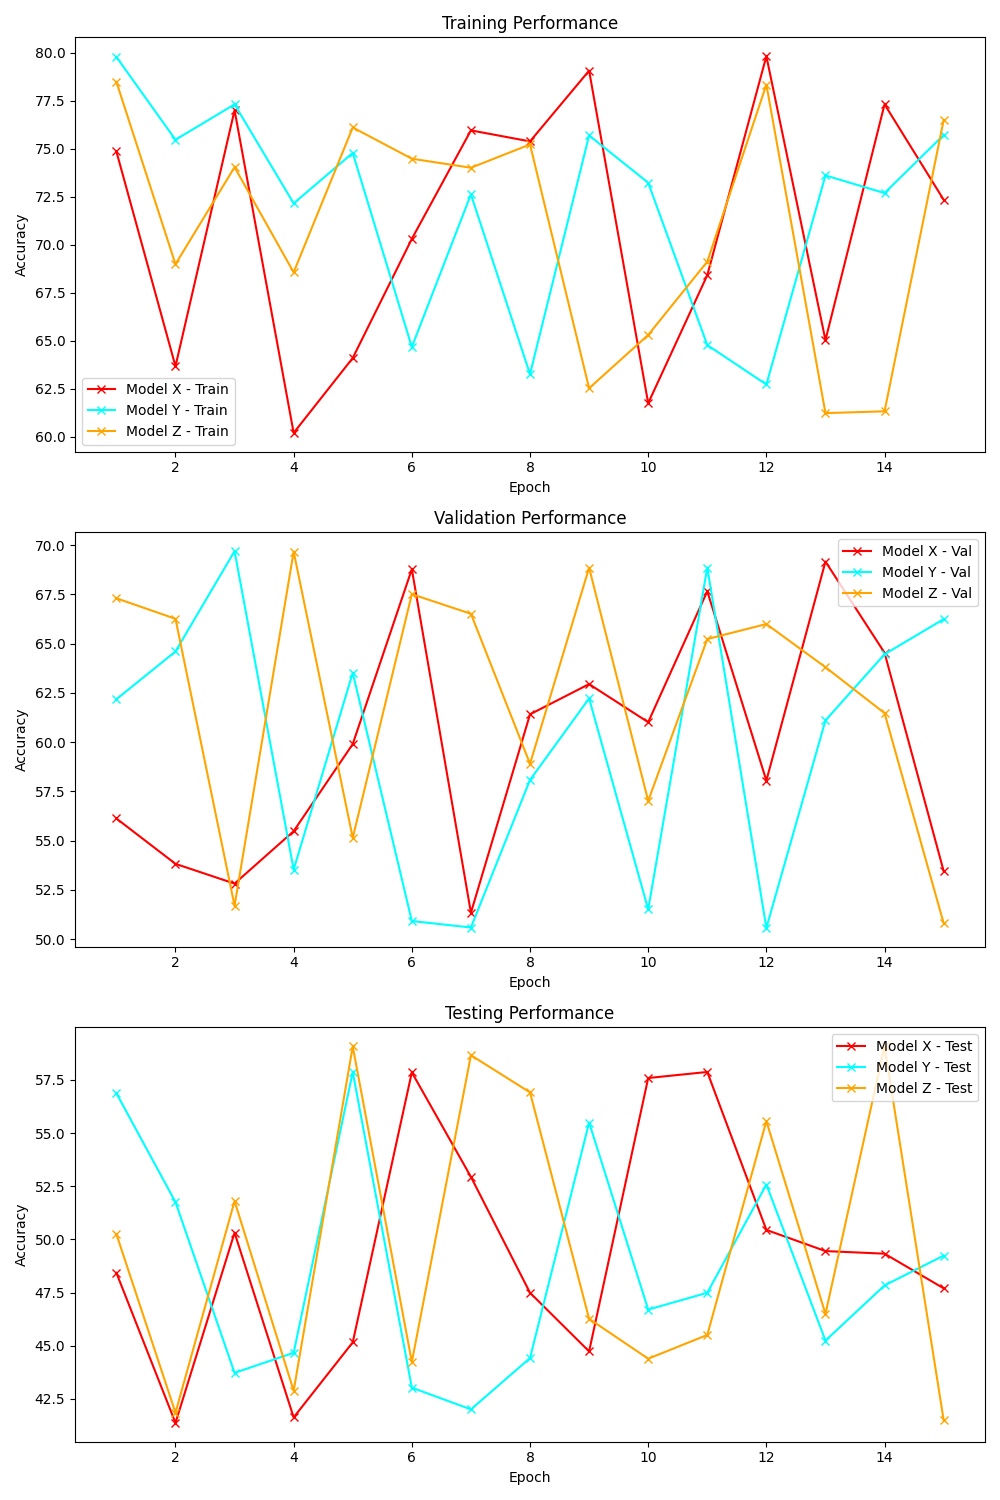 Training Performance
80.0
77.5
75.0
72.5
70.0
67.5
65.0
62.5
60.0
Accuracy
Model X - Train
Model Y - Train
Model Z - Train
2 4 6 8 10 12 14
Epoch
Validation Performance
70.0
67.5
65.0
62.5
60.0
57.5
55.0
52.5
50.0
Accuracy
Model X - Val
Model Y - Val
Model Z - Val
2 4 6 8 10 12 14
Epoch
Testing Performance
57.5
55.0
52.5
50.0
47.5
45.0
42.5
Accuracy
Model X - Test
Model Y - Test
Model Z - Test
2 4 6 8 10 12 14
Epoch